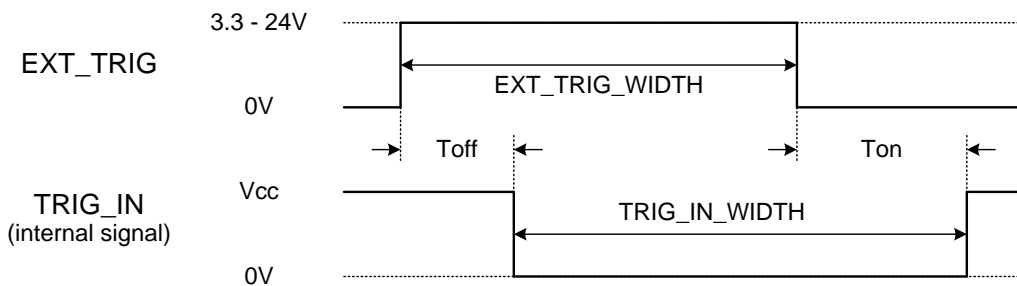 3.3 - 24V
EXT_TRIG
EXT_TRIG_WIDTH
0V
Toff
Ton
Vcc
TRIG_IN
TRIG_IN_WIDTH
(internal signal)
0V